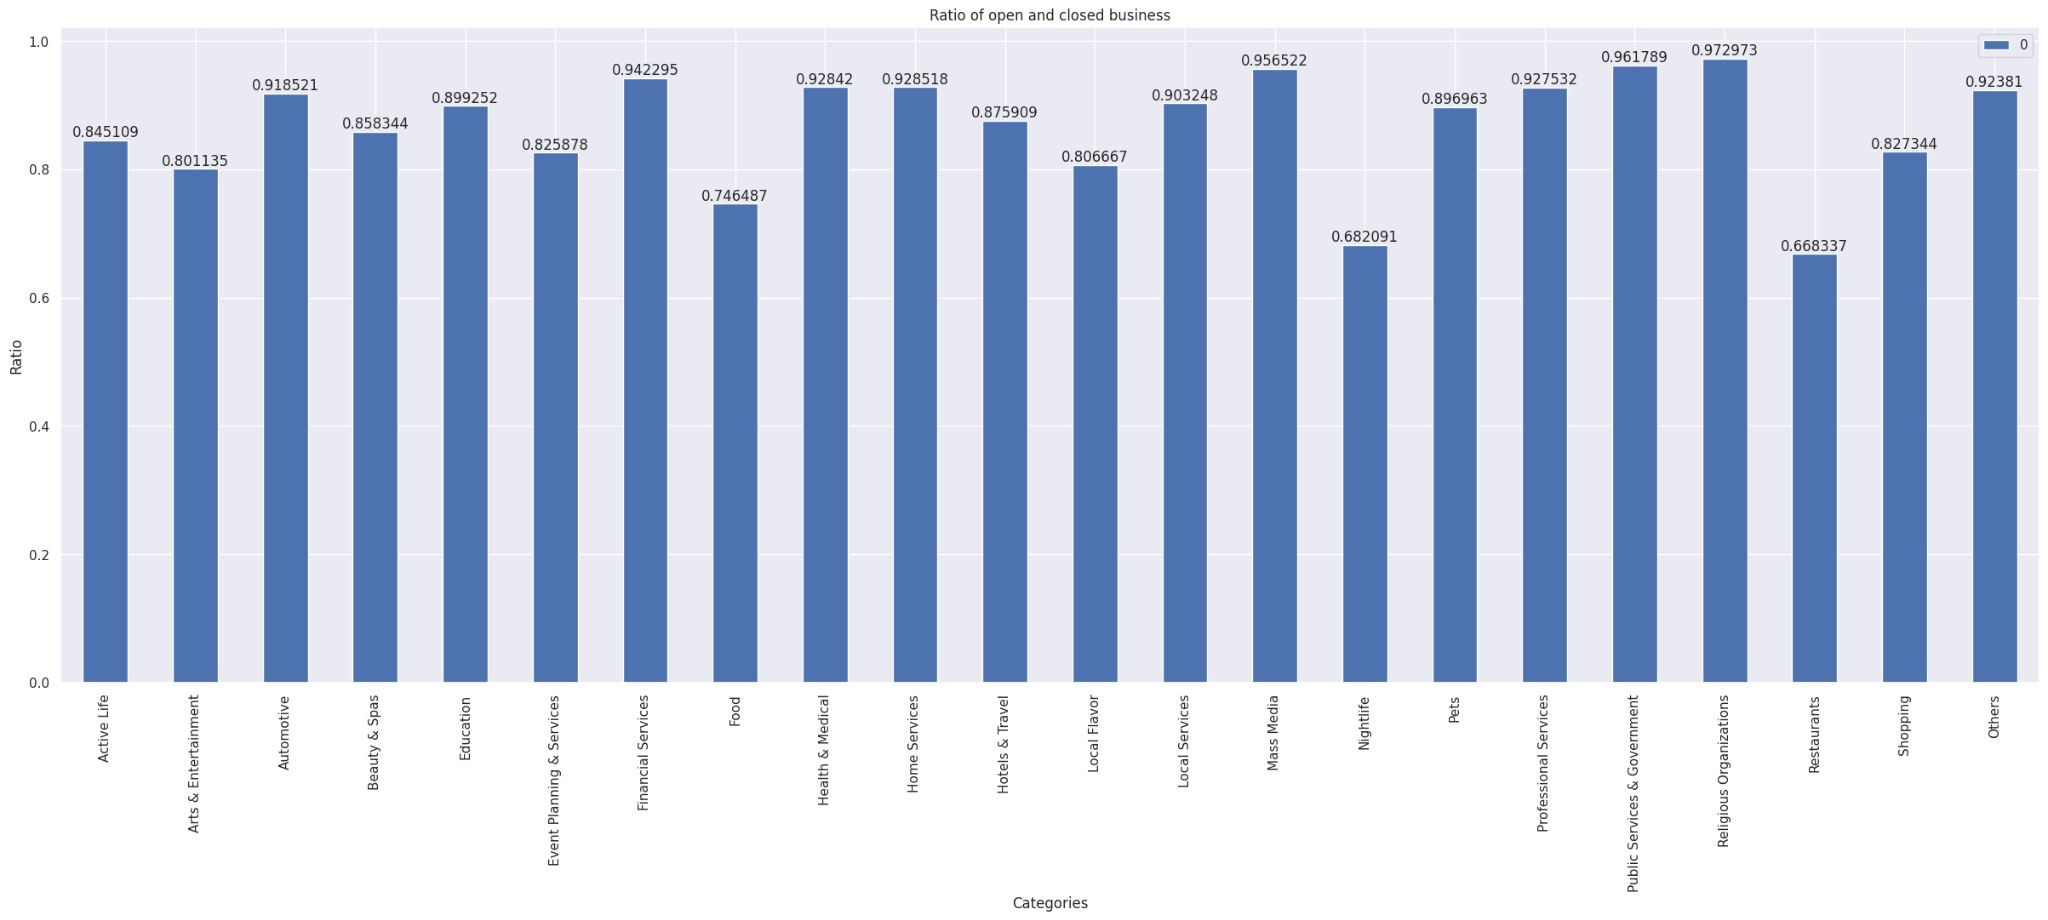 Ratio of open and closed business
0
1.0
0.8
0.6
0.4
0.2
0.0
Ratio
0.845109
0.801135
0.918521
0.858344
0.899252
0.825878
0.942295
0.746487
0.92842
0.928518
0.875909
0.806667
0.903248
0.956522
0.682091
0.896963
0.927532
0.961789
0.972973
0.668337
0.827344
0.92381
Active Life
Arts & Entertainment
Automotive
Beauty & Spas
Education
Event Planning & Services
Financial Services
Food
Health & Medical
Home Services
Hotels & Travel
Local Flavor
Local Services
Mass Media
Nightlife
Pets
Professional Services
Public Services & Government
Religious Organizations
Restaurants
Shopping
Others
Categories